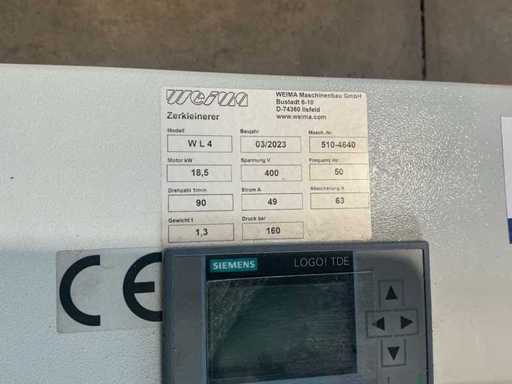 WEIMA
WEIMA Maschinenbau GmbH
Bustadt 6-10
D-74360 Ilsfeld
www.weima.com
Zerkleinerer
Modell Baujahr Masch.-Nr.
W L 4 03/2023 510-4640
Motor kW Spannung V Frequenz Hz
18,5 400 50
Drehzahl 1/min Strom A Absicherung A
90 49 63
Gewicht t Druck bar
1,3 160
CE
SIEMENS LOGO! TDE